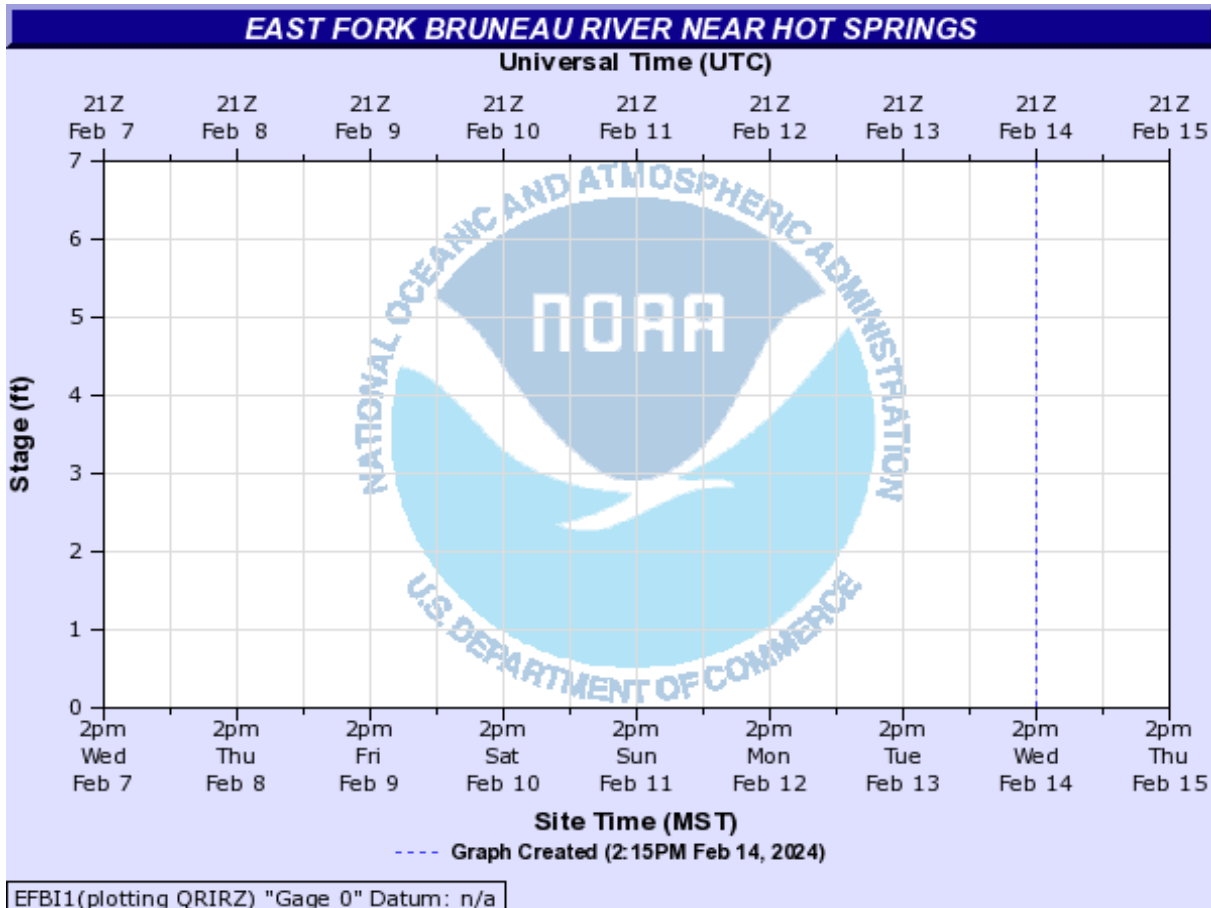 EAST FORK BRUNEAU RIVER NEAR HOT SPRINGS
Universal Time (UTC)
21Z 21Z 21Z 21Z 21Z 21Z 21Z 21Z 21Z
Feb 7 Feb 8 Feb 9 Feb 10 Feb 11 Feb 12 Feb 13 Feb 14 Feb 15
7
6
5
4
3
2
1
0
Stage (ft)
NATIONAL OCEANIC AND ATMOSPHERIC ADMINISTRATION
NOAA
U.S. DEPARTMENT OF COMMERCE
2pm 2pm 2pm 2pm 2pm 2pm 2pm 2pm 2pm
Wed Thu Fri Sat Sun Mon Tue Wed Thu
Feb 7 Feb 8 Feb 9 Feb 10 Feb 11 Feb 12 Feb 13 Feb 14 Feb 15
Site Time (MST)
---- Graph Created (2:15PM Feb 14, 2024)
EFBI1(plotting QRIRZ) "Gage 0" Datum: n/a